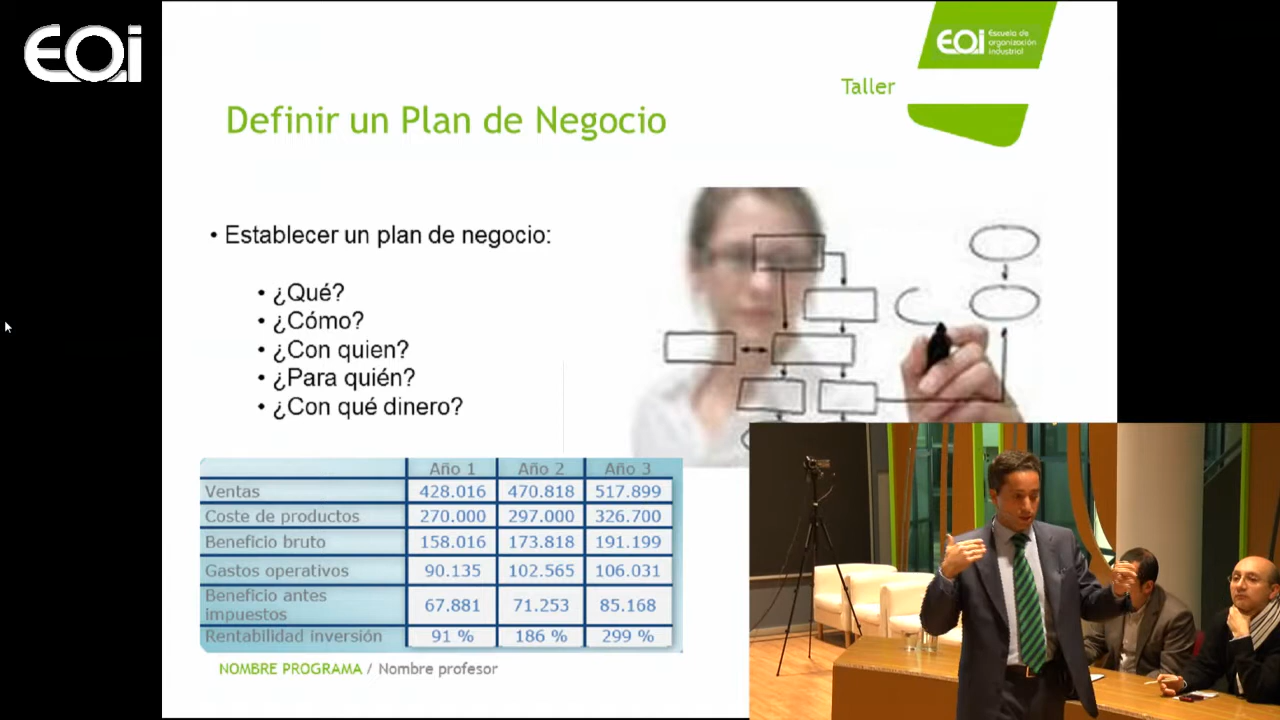 EOi
EOi Escuela de
organización
industrial
Taller
Definir un Plan de Negocio
• Establecer un plan de negocio:
• ¿Qué?
• ¿Cómo?
• ¿Con quien?
• ¿Para quién?
• ¿Con qué dinero?
Año 1 Año 2 Año 3
Ventas 428.016 470.818 517.899
Coste de productos 270.000 297.000 326.700
Beneficio bruto 158.016 173.818 191.199
Gastos operativos 90.135 102.565 106.031
Beneficio antes
impuestos 67.881 71.253 85.168
Rentabilidad inversión 91 % 186 % 299 %
NOMBRE PROGRAMA / Nombre profesor